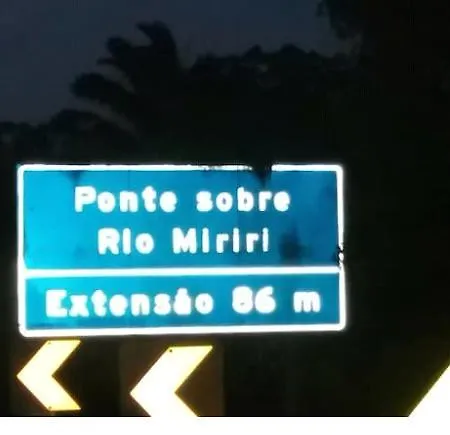 Ponte sobre
Rio Miriri
Extensão 86 m